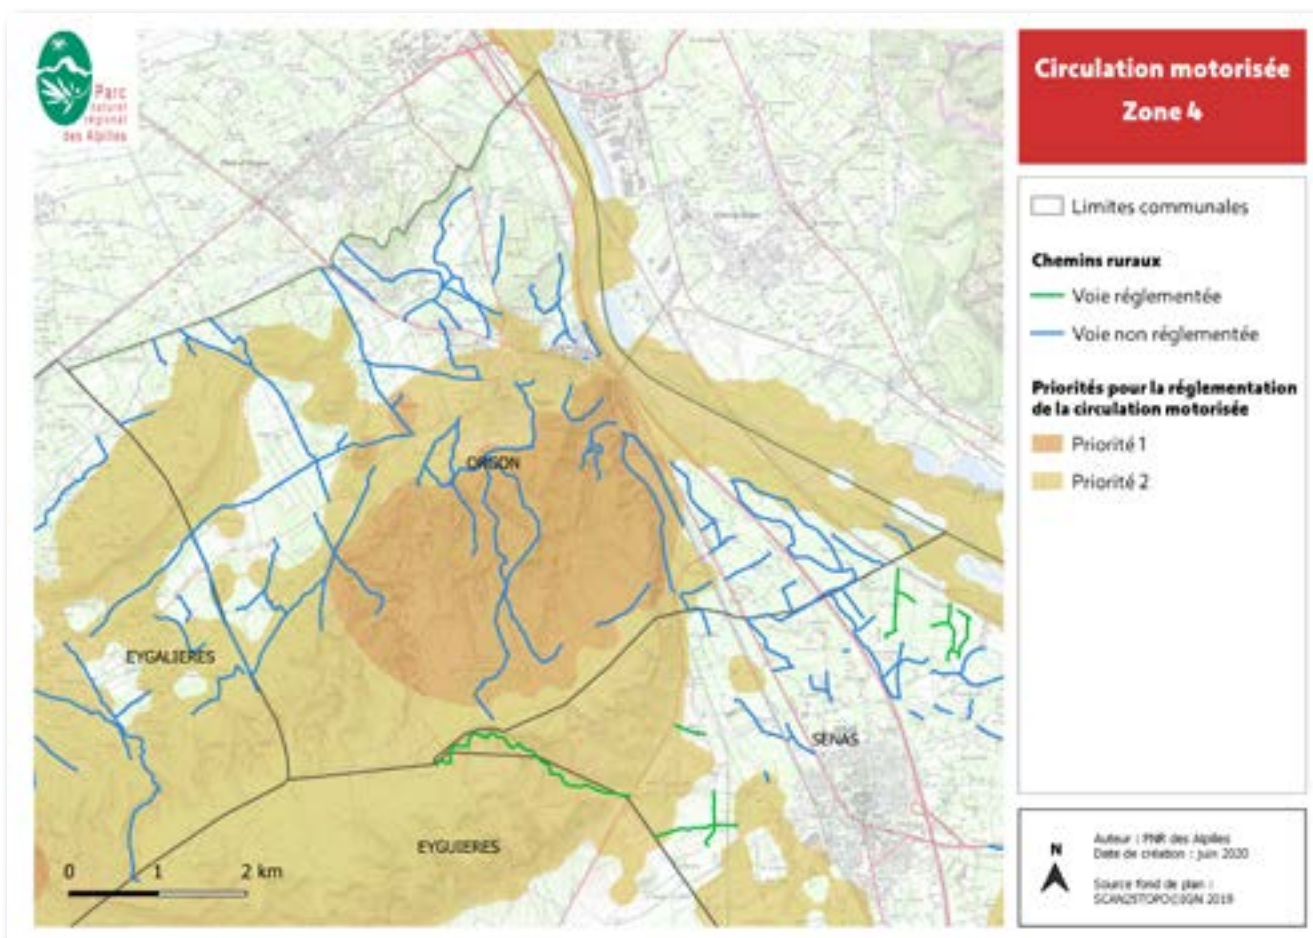 Parc
naturel
régional
des Alpilles
Circulation motorisée
Zone 4
Limites communales
Chemins ruraux
Voie réglementée
Voie non réglementée
Priorités pour la réglementation
de la circulation motorisée
Priorité 1
Priorité 2
ORGON
EYGALIERES
SENAS
EYGUIERES
0 1 2 km
N
Auteur : PNR des Alpilles
Date de création : juin 2020
Source fond de plan :
SCAN25TOPO©IGN 2019